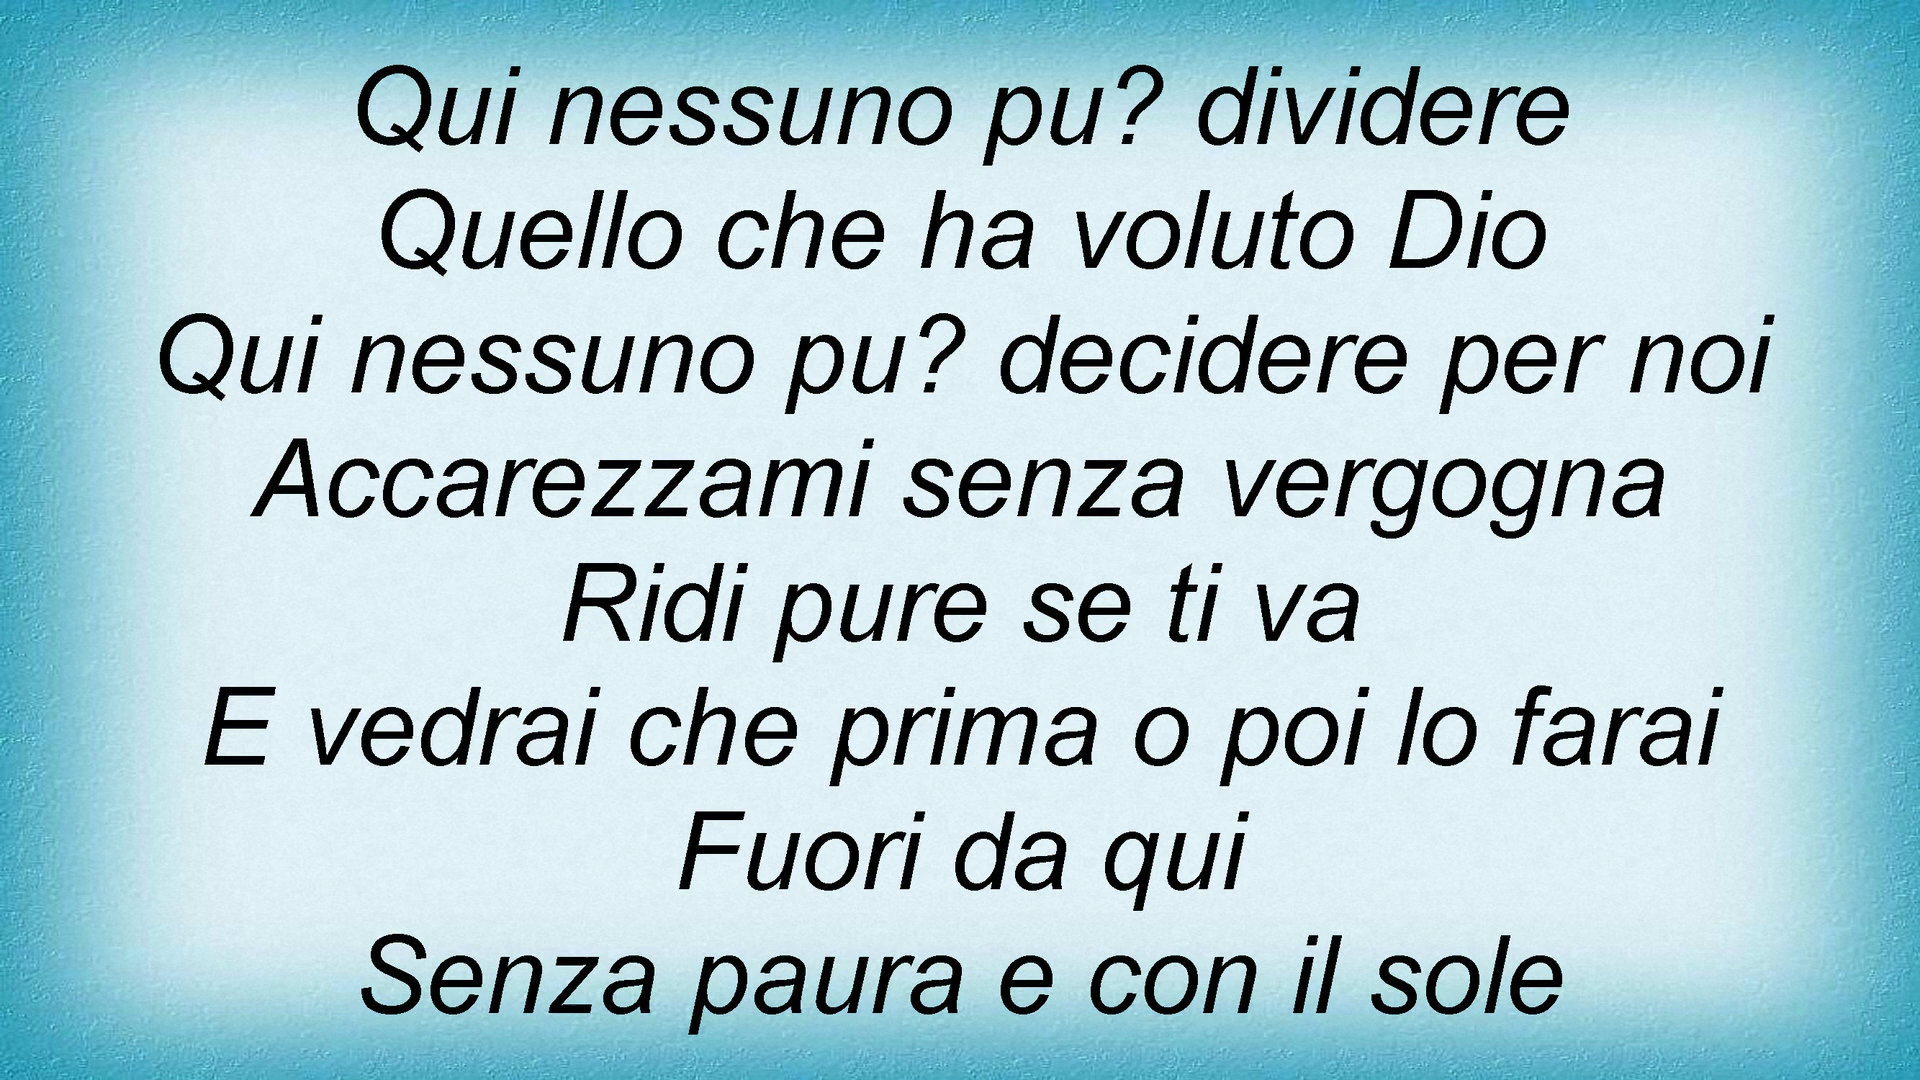 Qui nessuno pu? dividere
Quello che ha voluto Dio
Qui nessuno pu? decidere per noi
Accarezzami senza vergogna
Ridi pure se ti va
E vedrai che prima o poi lo farai
Fuori da qui
Senza paura e con il sole